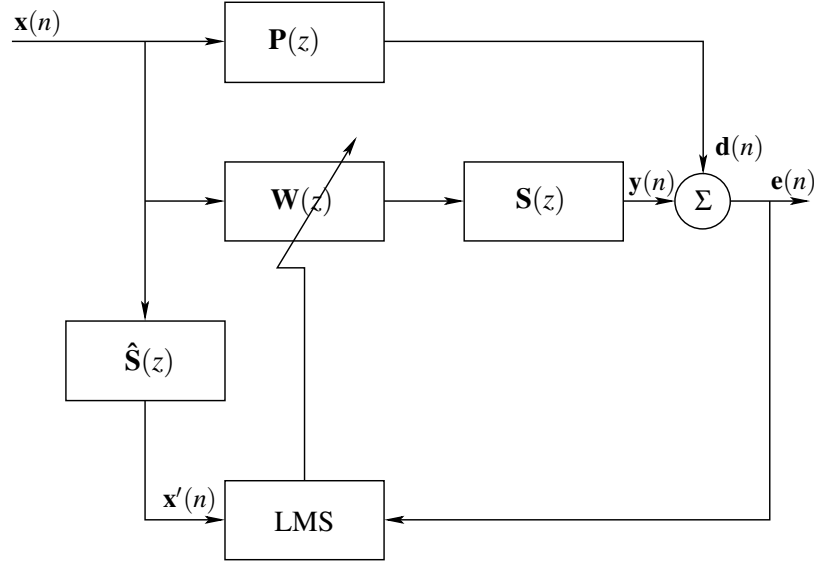 x(n)
P(z)
d(n)
W(z)
S(z)
y(n)
Σ
e(n)
Ŝ(z)
x′(n)
LMS